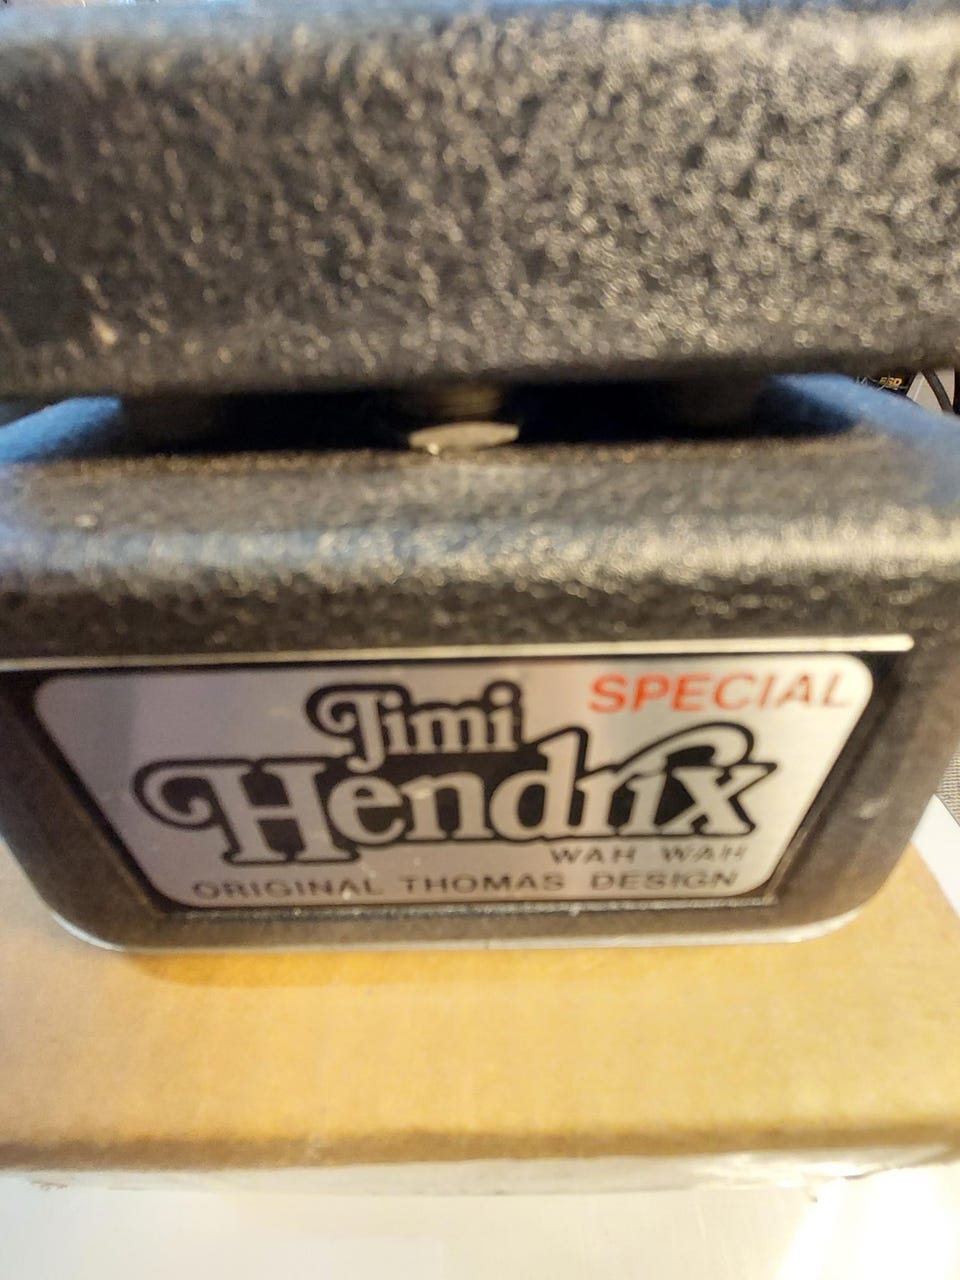 SPECIAL
Jimi
Hendrix
WAH WAH
ORIGINAL THOMAS DESIGN